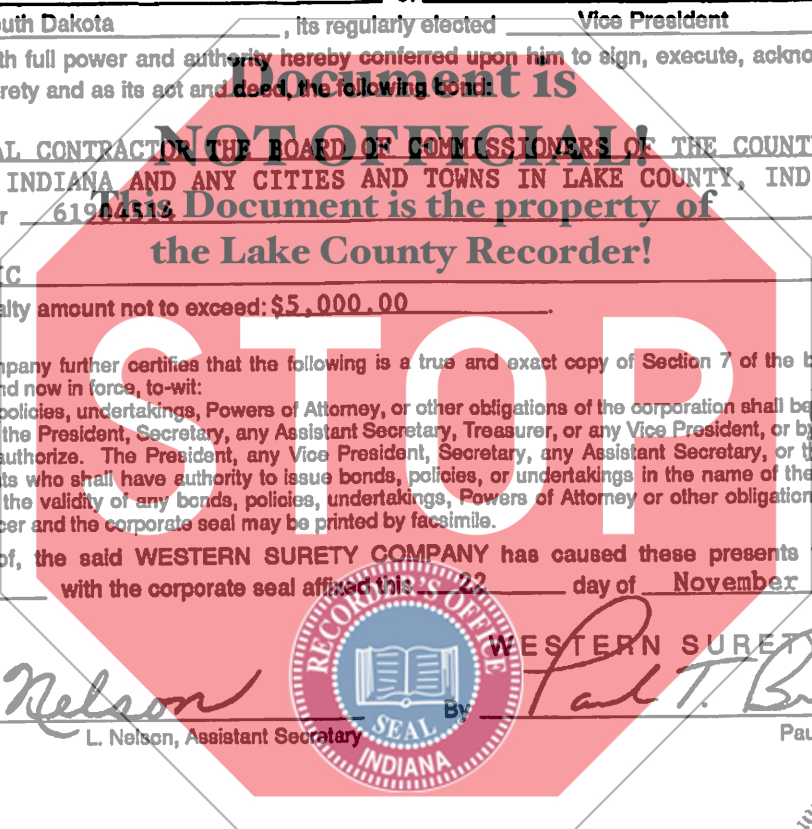 uth Dakota , its regularly elected Vice President
th full power and authority hereby conferred upon him to sign, execute, ackno
rety and as its act and deed, the following bond:
Document is
NOT OFFICIAL!
AL CONTRACTOR THE BOARD OF COMMISSIONERS OF THE COUNT
INDIANA AND ANY CITIES AND TOWNS IN LAKE COUNTY, IND
r 61904516
This Document is the property of
the Lake County Recorder!
IC
alty amount not to exceed: $5,000.00 .
STOP
mpany further certifies that the following is a true and exact copy of Section 7 of the b
nd now in force, to-wit:
policies, undertakings, Powers of Attorney, or other obligations of the corporation shall be
the President, Secretary, any Assistant Secretary, Treasurer, or any Vice President, or by
authorize. The President, any Vice President, Secretary, any Assistant Secretary, or t
ts who shall have authority to issue bonds, policies, or undertakings in the name of the
the validity of any bonds, policies, undertakings, Powers of Attorney or other obligation
cer and the corporate seal may be printed by facsimile.
of, the said WESTERN SURETY COMPANY has caused these presents
with the corporate seal affixed this 22 day of November
RECORDER'S OFFICE
SEAL
INDIANA
WESTERN SURETY
Nelson By Paul T. Br
L. Nelson, Assistant Secretary Pau